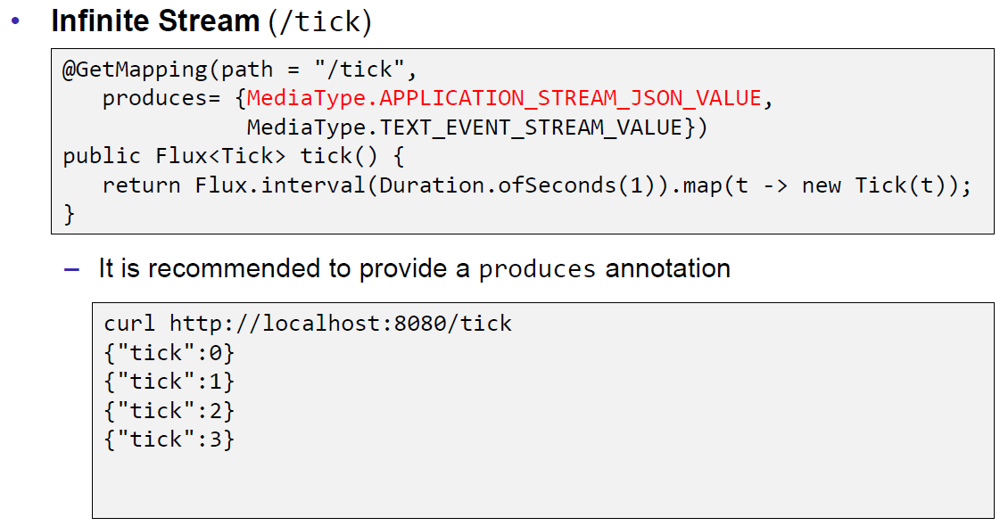 • Infinite Stream (/tick)
@GetMapping(path = "/tick",
   produces= {MediaType.APPLICATION_STREAM_JSON_VALUE,
              MediaType.TEXT_EVENT_STREAM_VALUE})
public Flux<Tick> tick() {
   return Flux.interval(Duration.ofSeconds(1)).map(t -> new Tick(t));
}
– It is recommended to provide a produces annotation
curl http://localhost:8080/tick
{"tick":0}
{"tick":1}
{"tick":2}
{"tick":3}